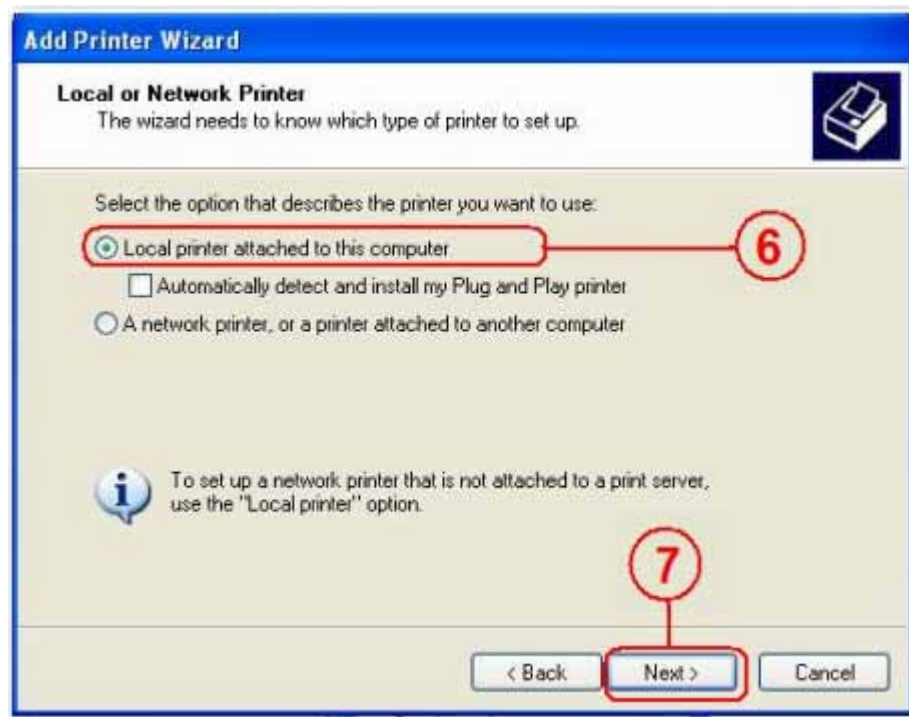 Add Printer Wizard
Local or Network Printer
The wizard needs to know which type of printer to set up.
Select the option that describes the printer you want to use:
Local printer attached to this computer
6
Automatically detect and install my Plug and Play printer
A network printer, or a printer attached to another computer
To set up a network printer that is not attached to a print server,
use the "Local printer" option.
7
< Back
Next >
Cancel